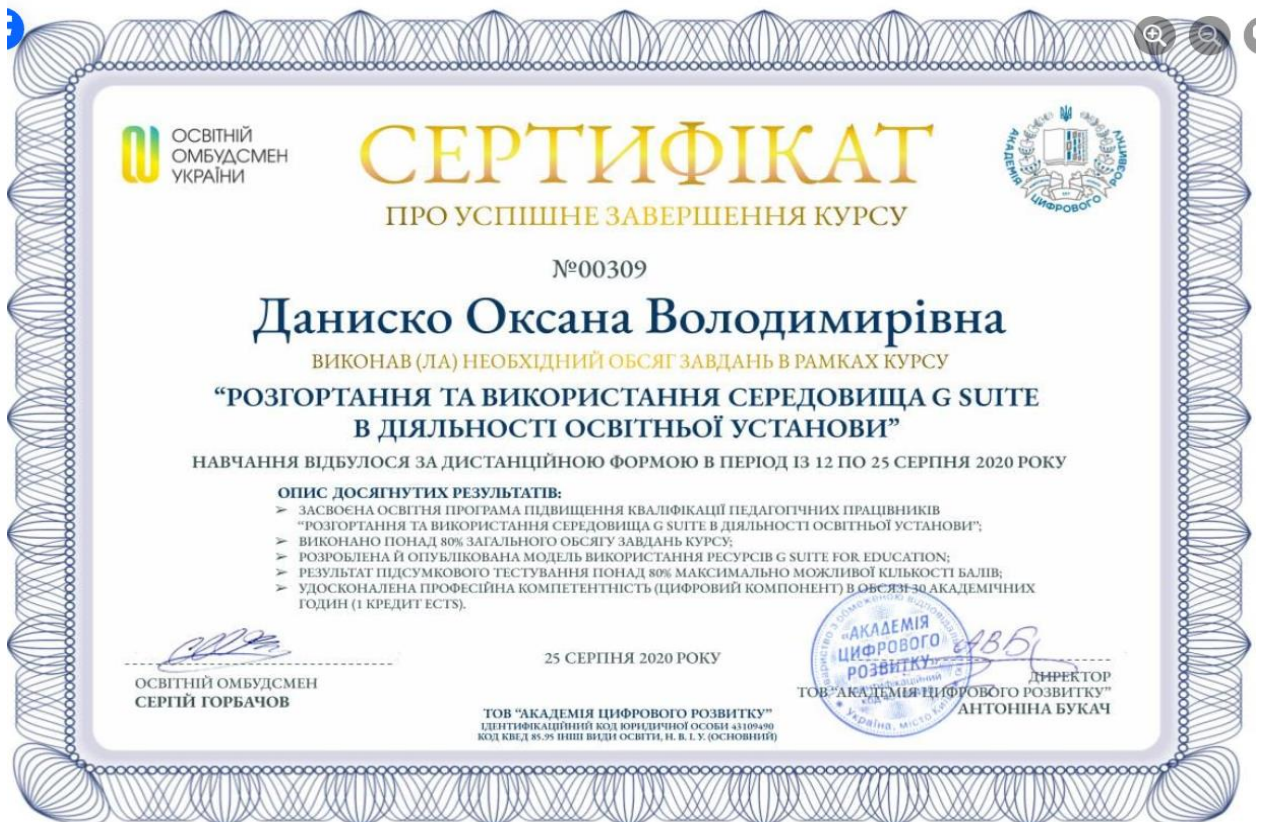 ОСВІТНІЙ
ОМБУДСМЕН
УКРАЇНИ
СЕРТИФІКАТ
ПРО УСПІШНЕ ЗАВЕРШЕННЯ КУРСУ
АКАДЕМІЯ ЦИФРОВОГО РОЗВИТКУ
№00309
Даниско Оксана Володимирівна
ВИКОНАВ (ЛА) НЕОБХІДНИЙ ОБСЯГ ЗАВДАНЬ В РАМКАХ КУРСУ
“РОЗГОРТАННЯ ТА ВИКОРИСТАННЯ СЕРЕДОВИЩА G SUITE
В ДІЯЛЬНОСТІ ОСВІТНЬОЇ УСТАНОВИ”
НАВЧАННЯ ВІДБУЛОСЯ ЗА ДИСТАНЦІЙНОЮ ФОРМОЮ В ПЕРІОД ІЗ 12 ПО 25 СЕРПНЯ 2020 РОКУ
ОПИС ДОСЯГНУТИХ РЕЗУЛЬТАТІВ:
➢ ЗАСВОЄНА ОСВІТНЯ ПРОГРАМА ПІДВИЩЕННЯ КВАЛІФІКАЦІЇ ПЕДАГОГІЧНИХ ПРАЦІВНИКІВ
“РОЗГОРТАННЯ ТА ВИКОРИСТАННЯ СЕРЕДОВИЩА G SUITE В ДІЯЛЬНОСТІ ОСВІТНЬОЇ УСТАНОВИ”;
➢ ВИКОНАНО ПОНАД 80% ЗАГАЛЬНОГО ОБСЯГУ ЗАВДАНЬ КУРСУ;
➢ РОЗРОБЛЕНА Й ОПУБЛІКОВАНА МОДЕЛЬ ВИКОРИСТАННЯ РЕСУРСІВ G SUITE FOR EDUCATION;
➢ РЕЗУЛЬТАТ ПІДСУМКОВОГО ТЕСТУВАННЯ ПОНАД 80% МАКСИМАЛЬНО МОЖЛИВОЇ КІЛЬКОСТІ БАЛІВ;
➢ УДОСКОНАЛЕНА ПРОФЕСІЙНА КОМПЕТЕНТНІСТЬ (ЦИФРОВИЙ КОМПОНЕНТ) В ОБСЯЗІ 30 АКАДЕМІЧНИХ
ГОДИН (1 КРЕДИТ ECTS).
ОСВІТНІЙ ОМБУДСМЕН
СЕРГІЙ ГОРБАЧОВ
25 СЕРПНЯ 2020 РОКУ
ТОВ “АКАДЕМІЯ ЦИФРОВОГО РОЗВИТКУ”
ІДЕНТИФІКАЦІЙНИЙ КОД ЮРИДИЧНОЇ ОСОБИ 43109490
КОД КВЕД 85.95 ІНШІ ВИДИ ОСВІТИ, Н. В. І. У. (ОСНОВНИЙ)
«АКАДЕМІЯ
ЦИФРОВОГО
РОЗВИТКУ»
Україна, місто
ДИРЕКТОР
ТОВ “АКАДЕМІЯ ЦИФРОВОГО РОЗВИТКУ”
АНТОНІНА БУКАЧ